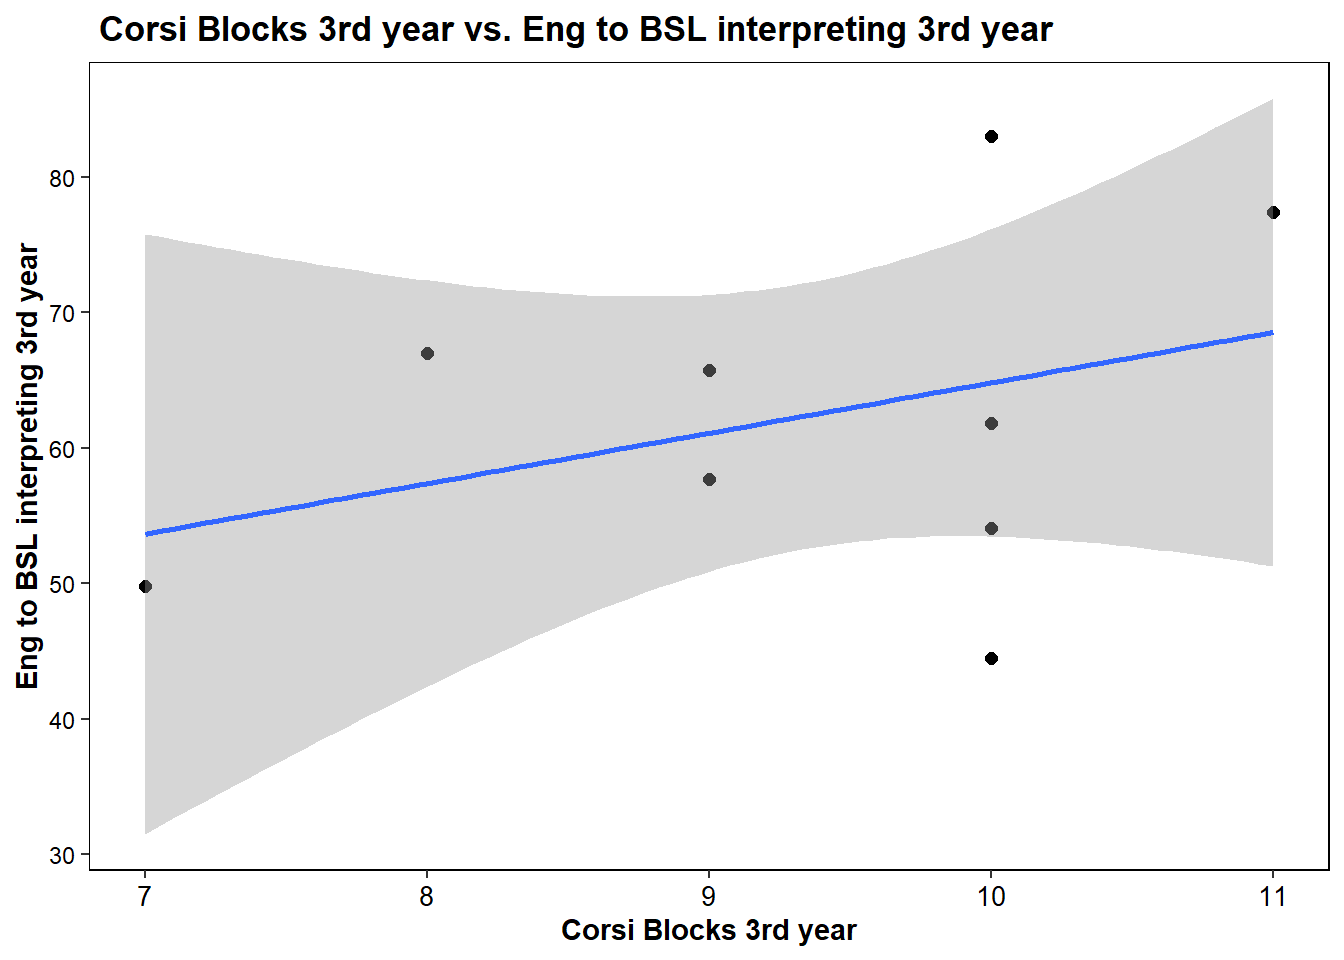 Corsi Blocks 3rd year vs. Eng to BSL interpreting 3rd year
Eng to BSL interpreting 3rd year
80
70
60
50
40
30
7 8 9 10 11
Corsi Blocks 3rd year